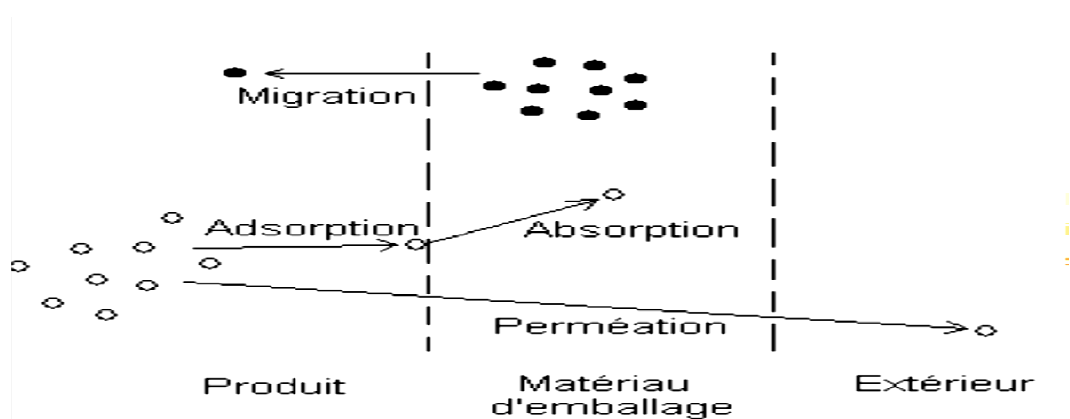 Migration
Adsorption
Absorption
Perméation
Produit
Matériau
d'emballage
Extérieur